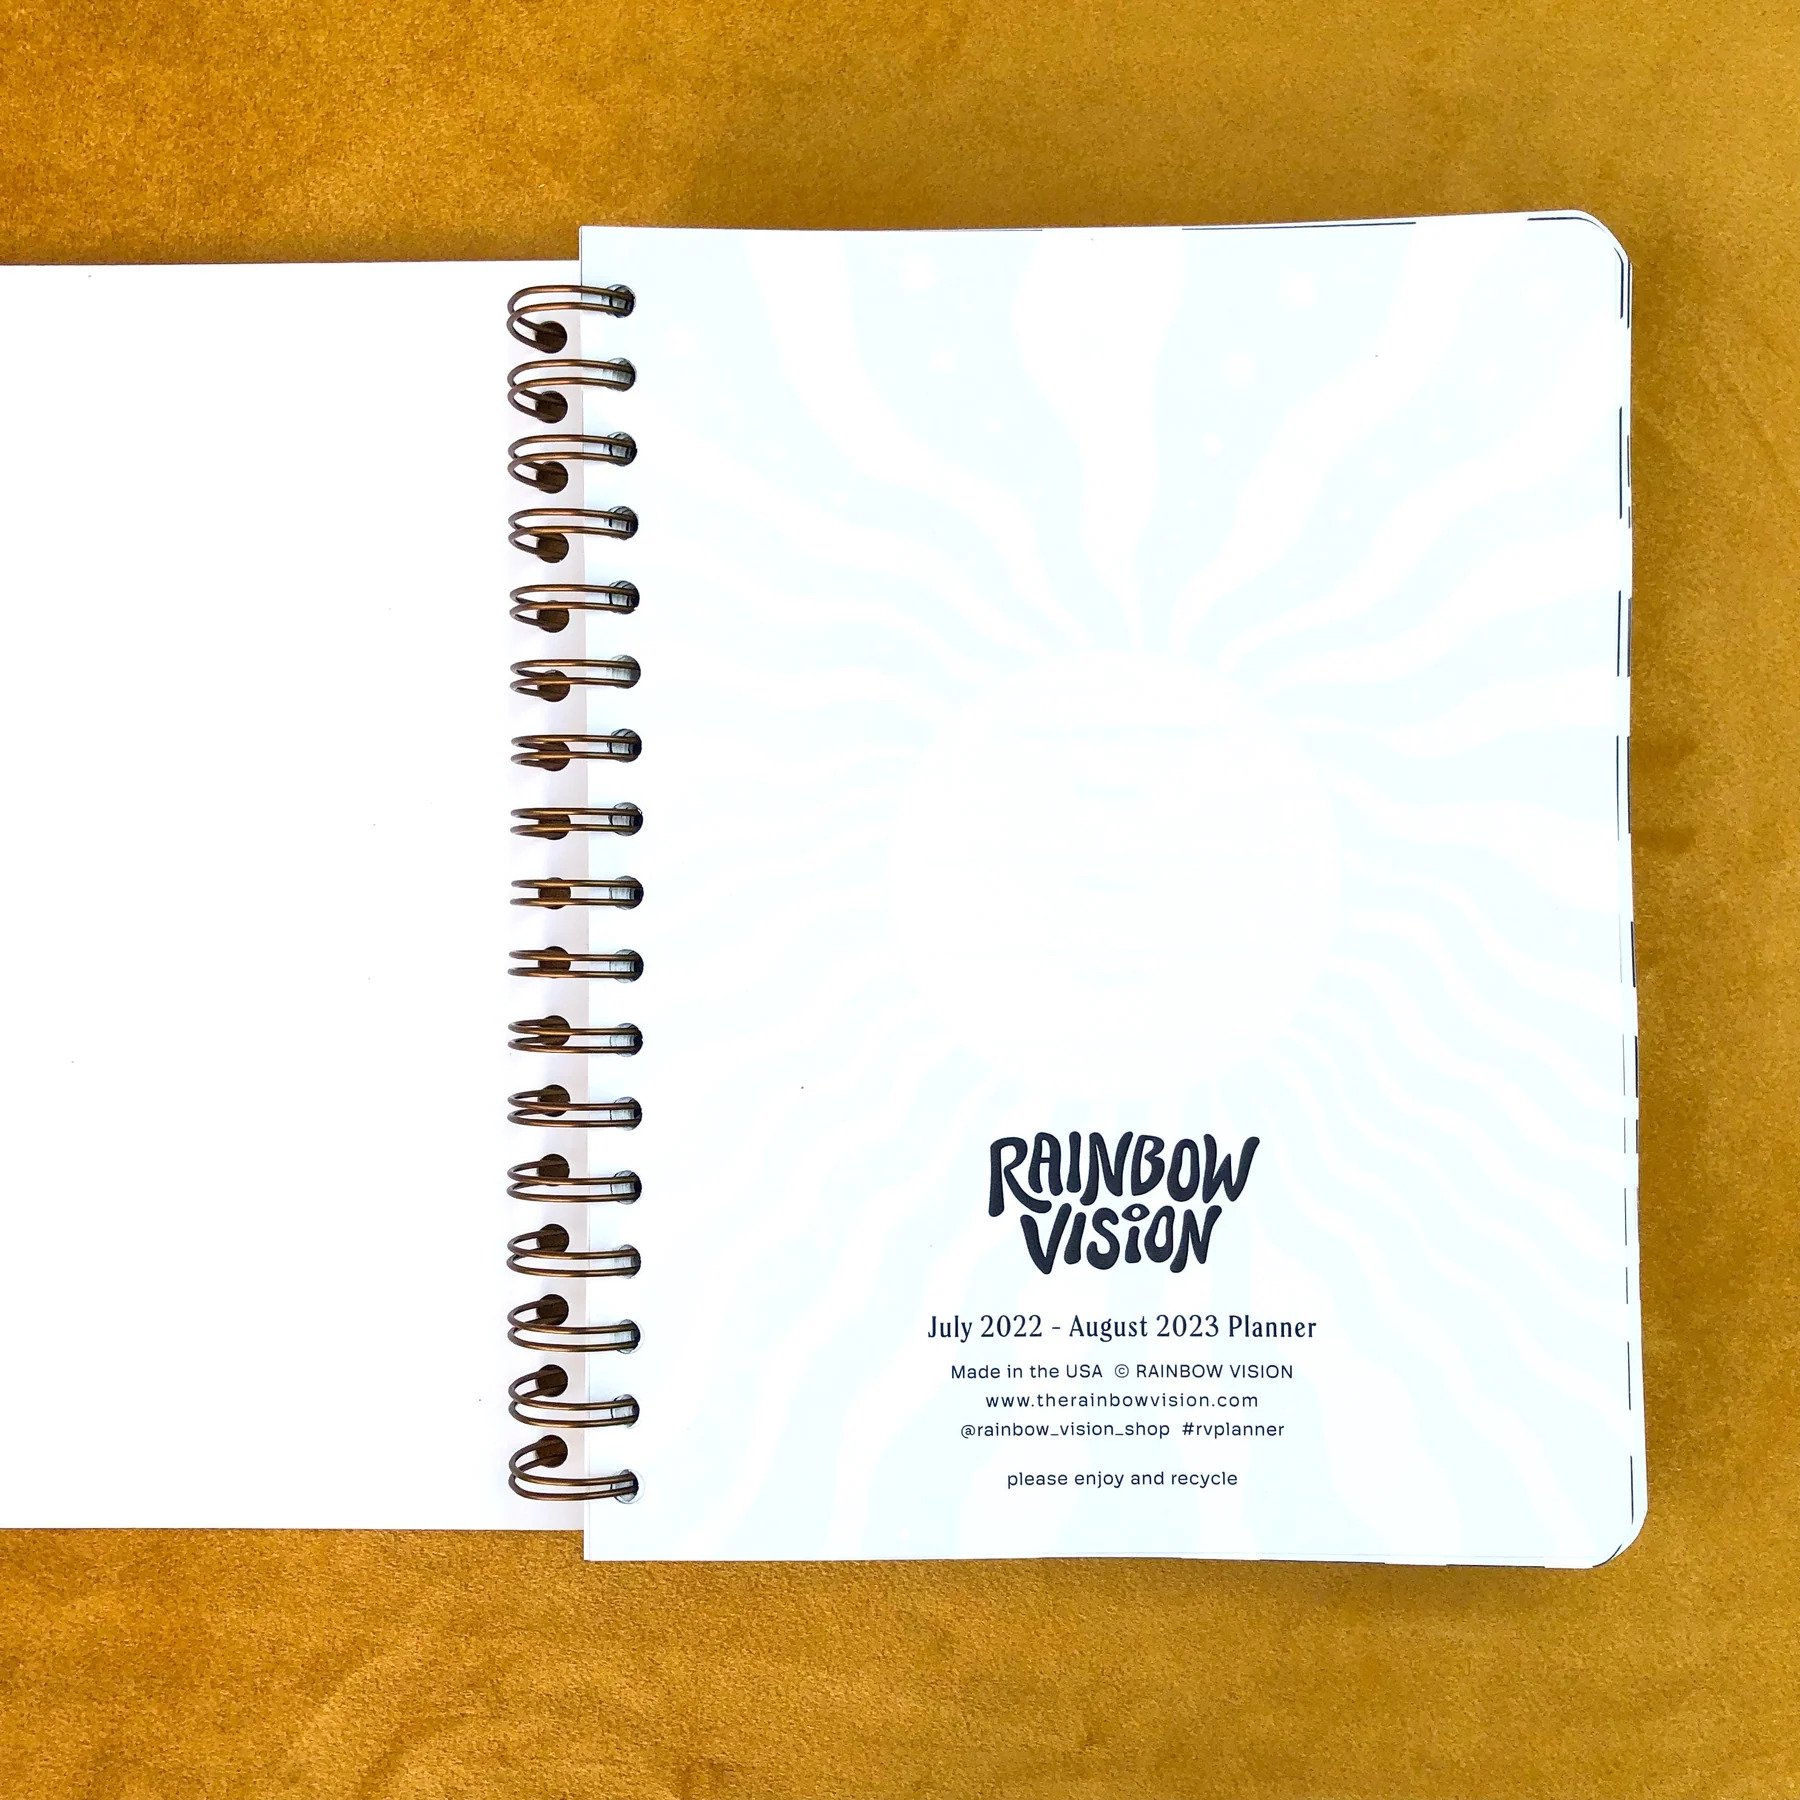 RAINBOW
VISION
July 2022 - August 2023 Planner
Made in the USA © RAINBOW VISION
www.therainbowvision.com
@rainbow_vision_shop #rvplanner
please enjoy and recycle